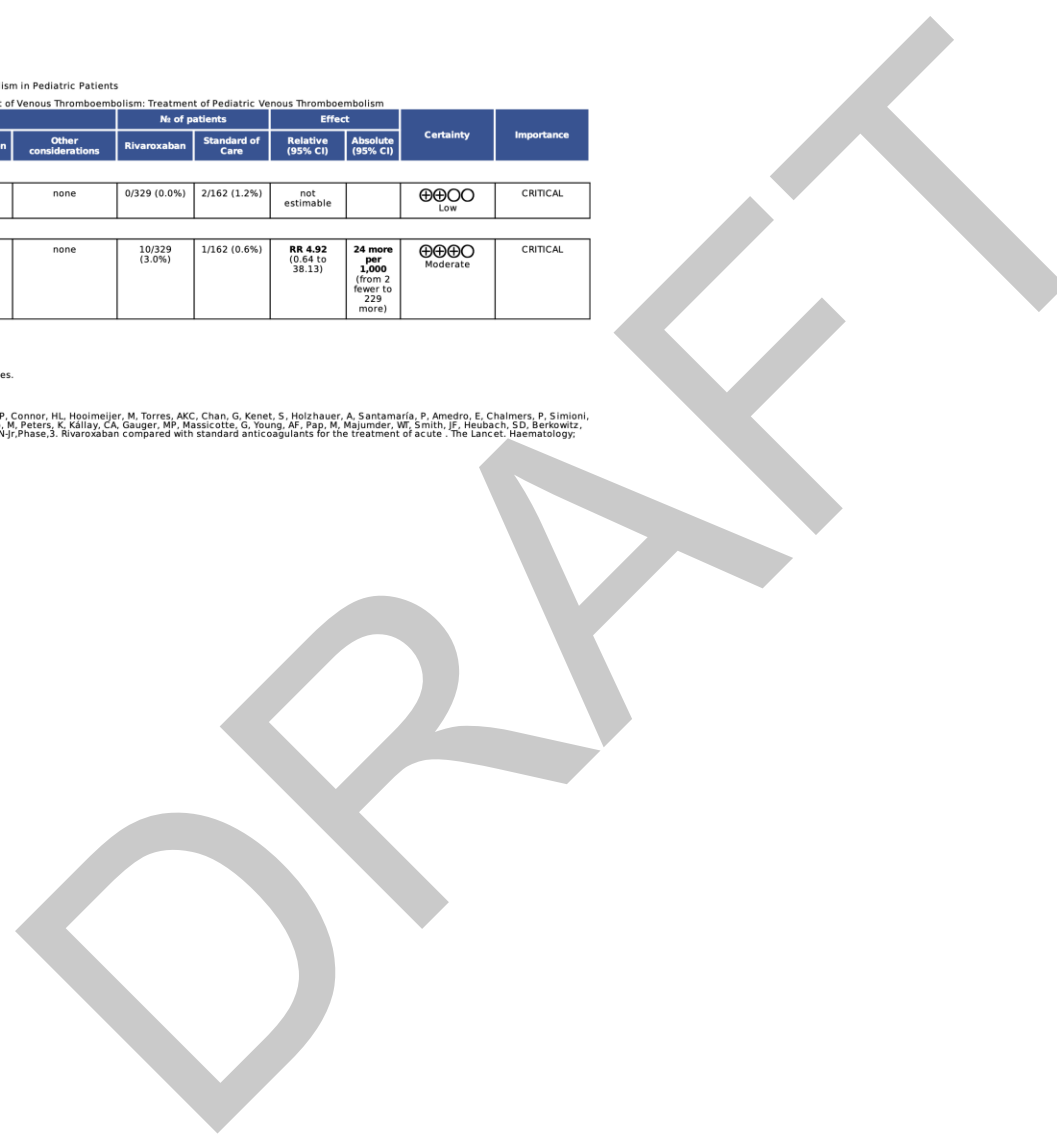 ism in Pediatric Patients
of Venous Thromboembolism: Treatment of Pediatric Venous Thromboembolism
№ of patients Effect Certainty Importance
n Other considerations Rivaroxaban Standard of Care Relative (95% CI) Absolute (95% CI)
none 0/329 (0.0%) 2/162 (1.2%) not estimable ⊕⊕○○ Low CRITICAL
none 10/329 (3.0%) 1/162 (0.6%) RR 4.92 (0.64 to 38.13) 24 more per 1,000 (from 2 fewer to 229 more) ⊕⊕⊕○ Moderate CRITICAL
es.
P, Connor, HL, Hooimeijer, M, Torres, AKC, Chan, G, Kenet, S, Holzhauer, A, Santamaría, P, Amedro, E, Chalmers, P, Simioni,
, M, Peters, K, Kállay, CA, Gauger, MP, Massicotte, G, Young, AF, Pap, M, Majumder, WT, Smith, JF, Heubach, SD, Berkowitz,
N-Jr,Phase,3. Rivaroxaban compared with standard anticoagulants for the treatment of acute . The Lancet. Haematology;
DRAFT